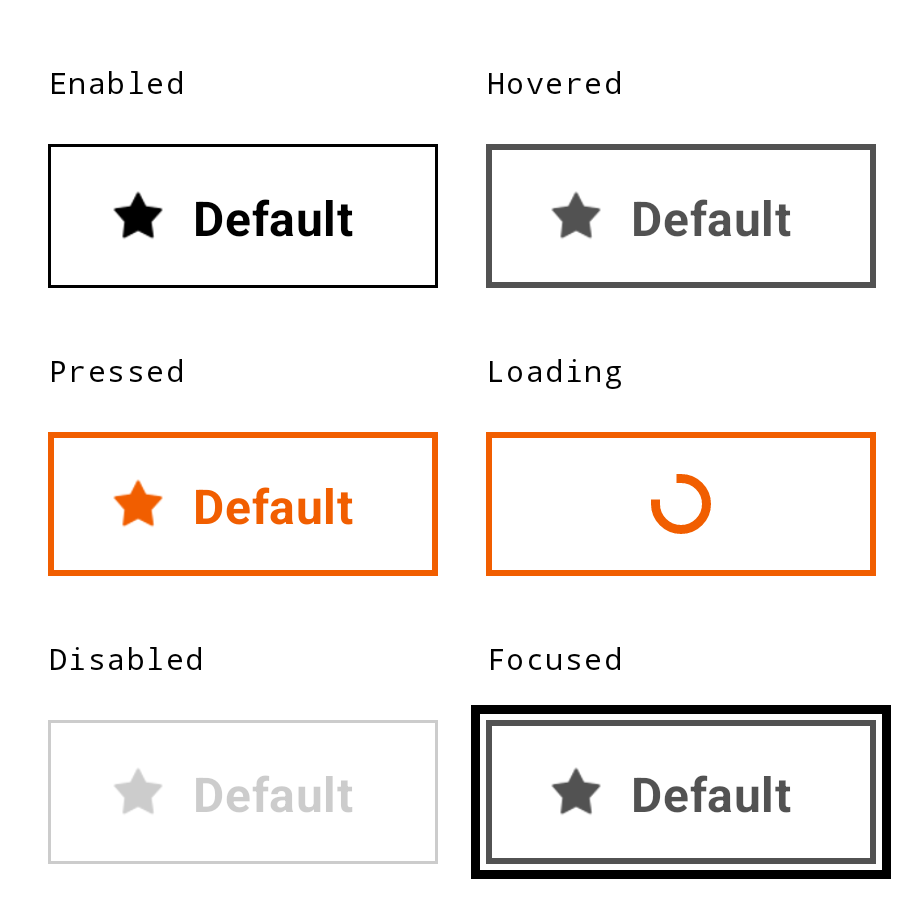 Enabled
Hovered
Default
Default
Pressed
Loading
Default
Disabled
Focused
Default
Default